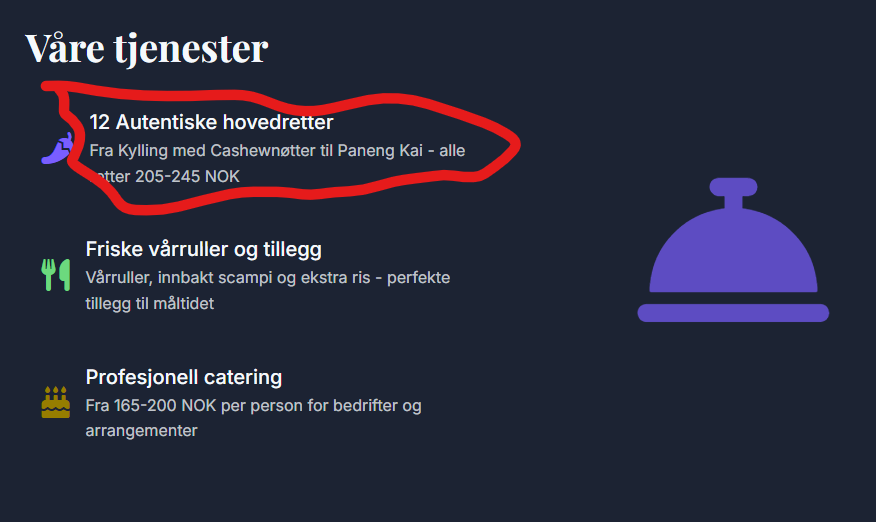 Våre tjenester
12 Autentiske hovedretter
Fra Kylling med Cashewnøtter til Paneng Kai - alle
205-245 NOK
Friske vårruller og tillegg
Vårruller, innbakt scampi og ekstra ris - perfekte
tillegg til måltidet
Profesjonell catering
Fra 165-200 NOK per person for bedrifter og
arrangementer